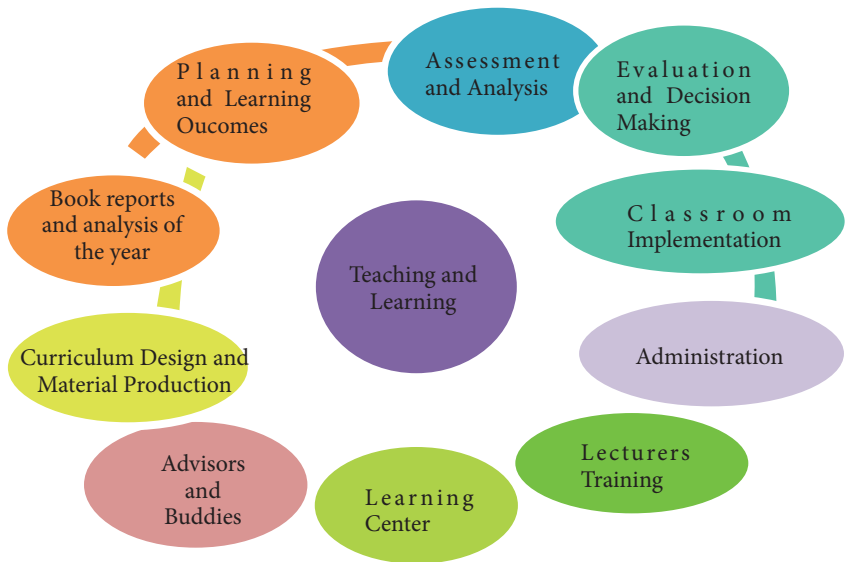 Planning
and Learning
Oucomes
Assessment
and Analysis
Evaluation
and Decision
Making
Book reports
and analysis of
the year
Classroom
Implementation
Teaching and
Learning
Curriculum Design and
Material Production
Administration
Advisors
and
Buddies
Learning
Center
Lecturers
Training